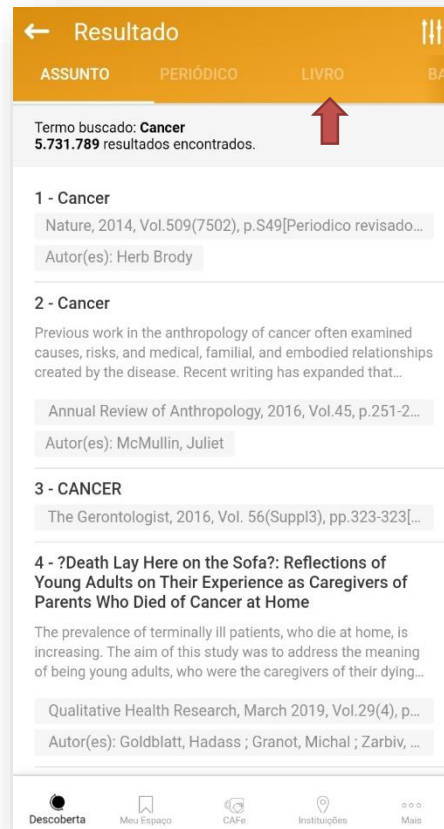 Resultado
ASSUNTO PERIÓDICO LIVRO BA
Termo buscado: Cancer
5.731.789 resultados encontrados.
1 - Cancer
Nature, 2014, Vol.509(7502), p.S49[Periodico revisado...
Autor(es): Herb Brody
2 - Cancer
Previous work in the anthropology of cancer often examined
causes, risks, and medical, familial, and embodied relationships
created by the disease. Recent writing has expanded that...
Annual Review of Anthropology, 2016, Vol.45, p.251-2...
Autor(es): McMullin, Juliet
3 - CANCER
The Gerontologist, 2016, Vol. 56(Suppl3), pp.323-323[...
4 - ?Death Lay Here on the Sofa?: Reflections of
Young Adults on Their Experience as Caregivers of
Parents Who Died of Cancer at
Home
The prevalence of terminally ill patients, who die at home, is
increasing. The aim of this study was to address the meaning
of being young adults, who were the caregivers of their dying...
Qualitative Health Research, March 2019, Vol.29(4), p...
Autor(es): Goldblatt, Hadass ; Granot, Michal ; Zarbiv, ...
Descoberta Meu Espaço CAFe Instituições Mais